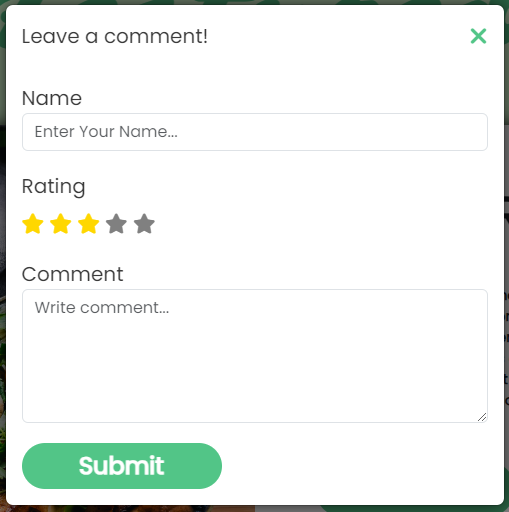 Leave a comment!
Name
Enter Your Name...
Rating
Comment
Write comment...
Submit